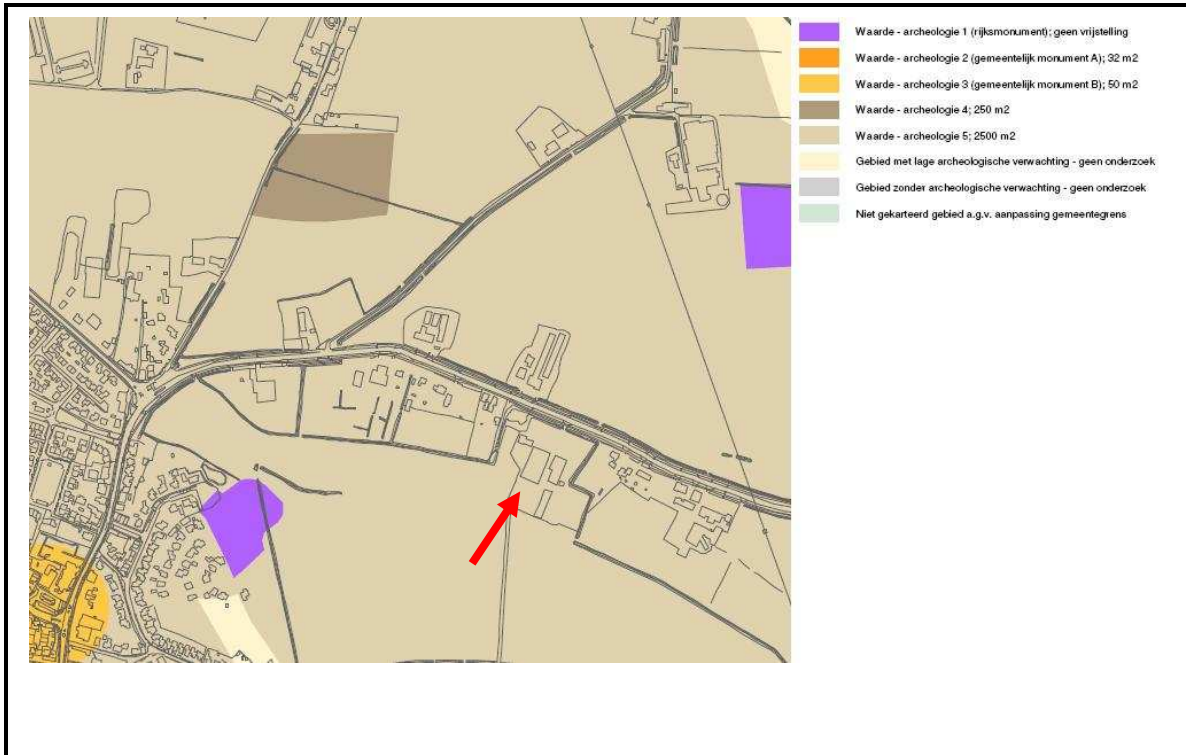 Waarde - archeologie 1 (rijksmonument); geen vrijstelling
Waarde - archeologie 2 (gemeentelijk monument A); 32 m2
Waarde - archeologie 3 (gemeentelijk monument B); 50 m2
Waarde - archeologie 4; 250 m2
Waarde - archeologie 5; 2500 m2
Gebied met lage archeologische verwachting - geen onderzoek
Gebied zonder archeologische verwachting - geen onderzoek
Niet gekarteerd gebied a.g.v. aanpassing gemeentegrens